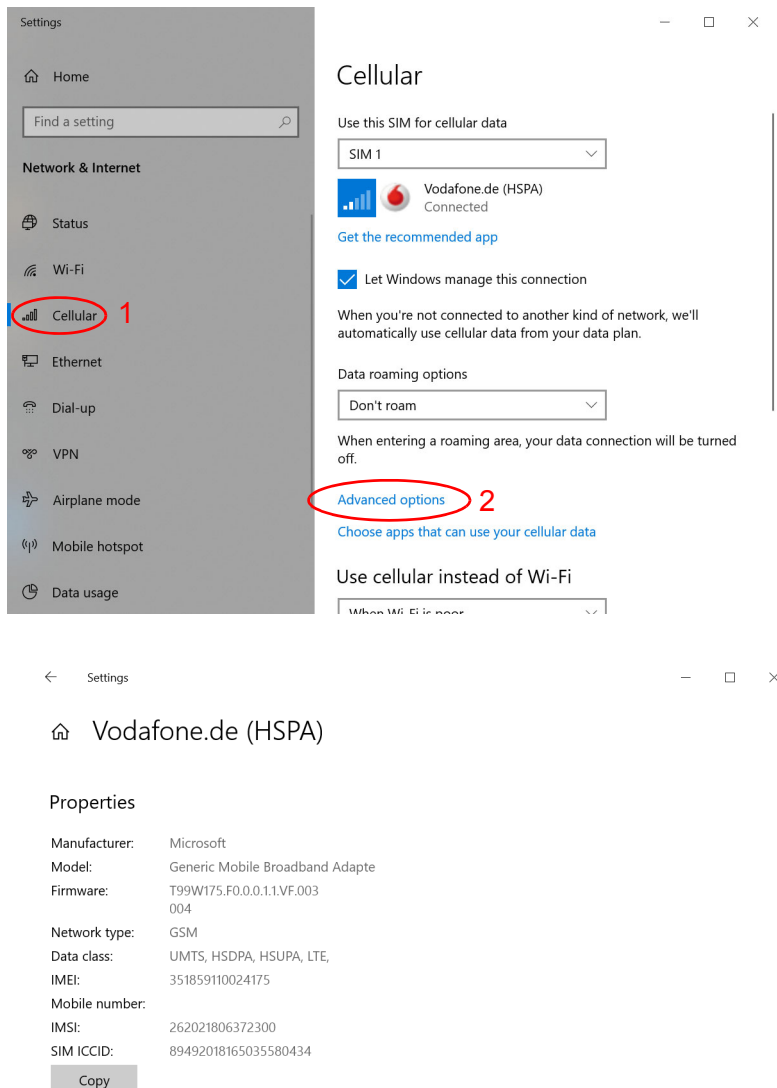 Settings
Home
Find a setting
Network & Internet
Status
Wi-Fi
Cellular 1
Ethernet
Dial-up
VPN
Airplane mode
Mobile hotspot
Data usage
Cellular
Use this SIM for cellular data
SIM 1
Vodafone.de (HSPA)
Connected
Get the recommended app
Let Windows manage this connection
When you're not connected to another kind of network, we'll
automatically use cellular data from your data plan.
Data roaming options
Don't roam
When entering a roaming area, your data connection will be turned
off.
Advanced options 2
Choose apps that can use your cellular data
Use cellular instead of Wi-Fi
When Wi-Fi is poor
Settings
Vodafone.de (HSPA)
Properties
Manufacturer: Microsoft
Model: Generic Mobile Broadband Adapte
Firmware: T99W175.F0.0.0.1.1.VF.003
004
Network type: GSM
Data class: UMTS, HSDPA, HSUPA, LTE,
IMEI: 351859110024175
Mobile number:
IMSI: 262021806372300
SIM ICCID: 89492018165035580434
Copy